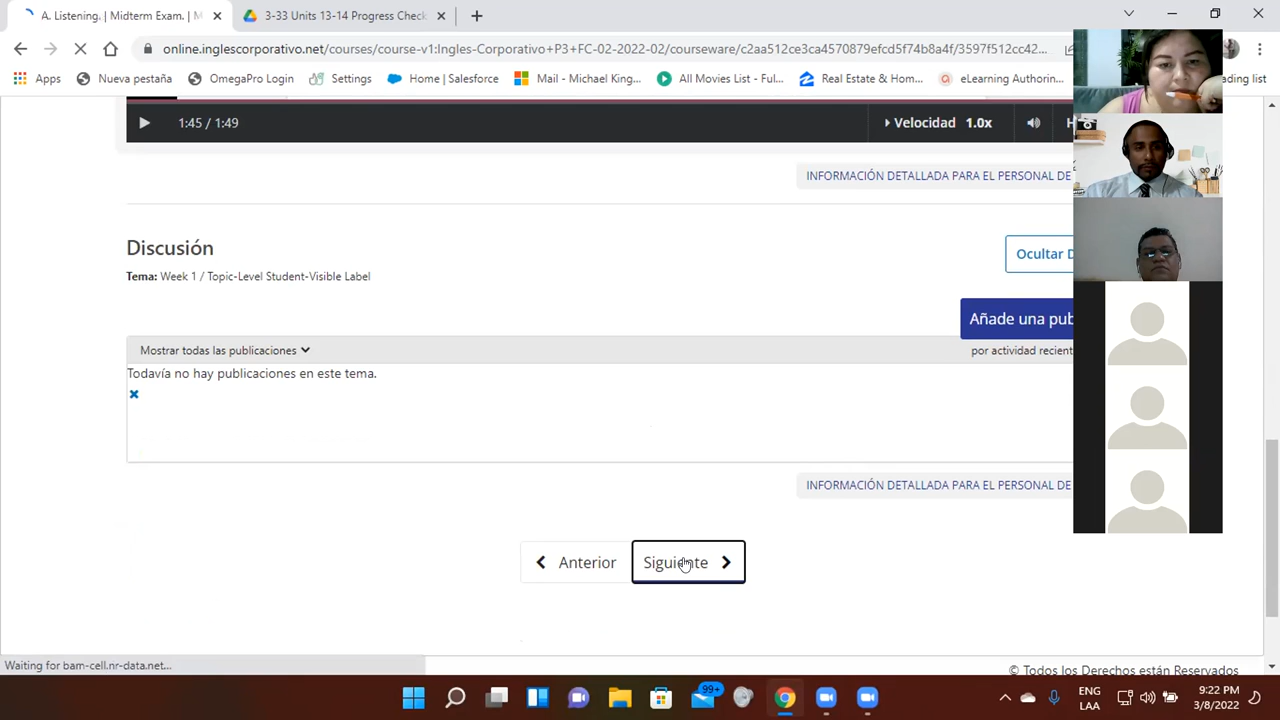 A. Listening. | Midterm Exam. | M
3-33 Units 13-14 Progress Check
online.inglescorporativo.net/courses/course-v1:Ingles-Corporativo+P3+FC-02-2022-02/courseware/c2aa512ce3ca4570879efcd5f74b8a4f/3597f512cc42...
Apps
Nueva pestaña
OmegaPro Login
Settings
Home | Salesforce
Mail - Michael King...
All Movies List - Ful...
Real Estate & Hom...
eLearning Authorin...
ading list
1:45 / 1:49
Velocidad 1.0x
H
INFORMACIÓN DETALLADA PARA EL PERSONAL DE
Discusión
Ocultar D
Tema: Week 1 / Topic-Level Student-Visible Label
Añade una pub
Mostrar todas las publicaciones
por actividad recient
Todavía no hay publicaciones en este tema.
INFORMACIÓN DETALLADA PARA EL PERSONAL DE
Anterior
Siguiente
Waiting for bam-cell.nr-data.net...
© Todos los Derechos están Reservados
99+
ENG
LAA
9:22 PM
3/8/2022